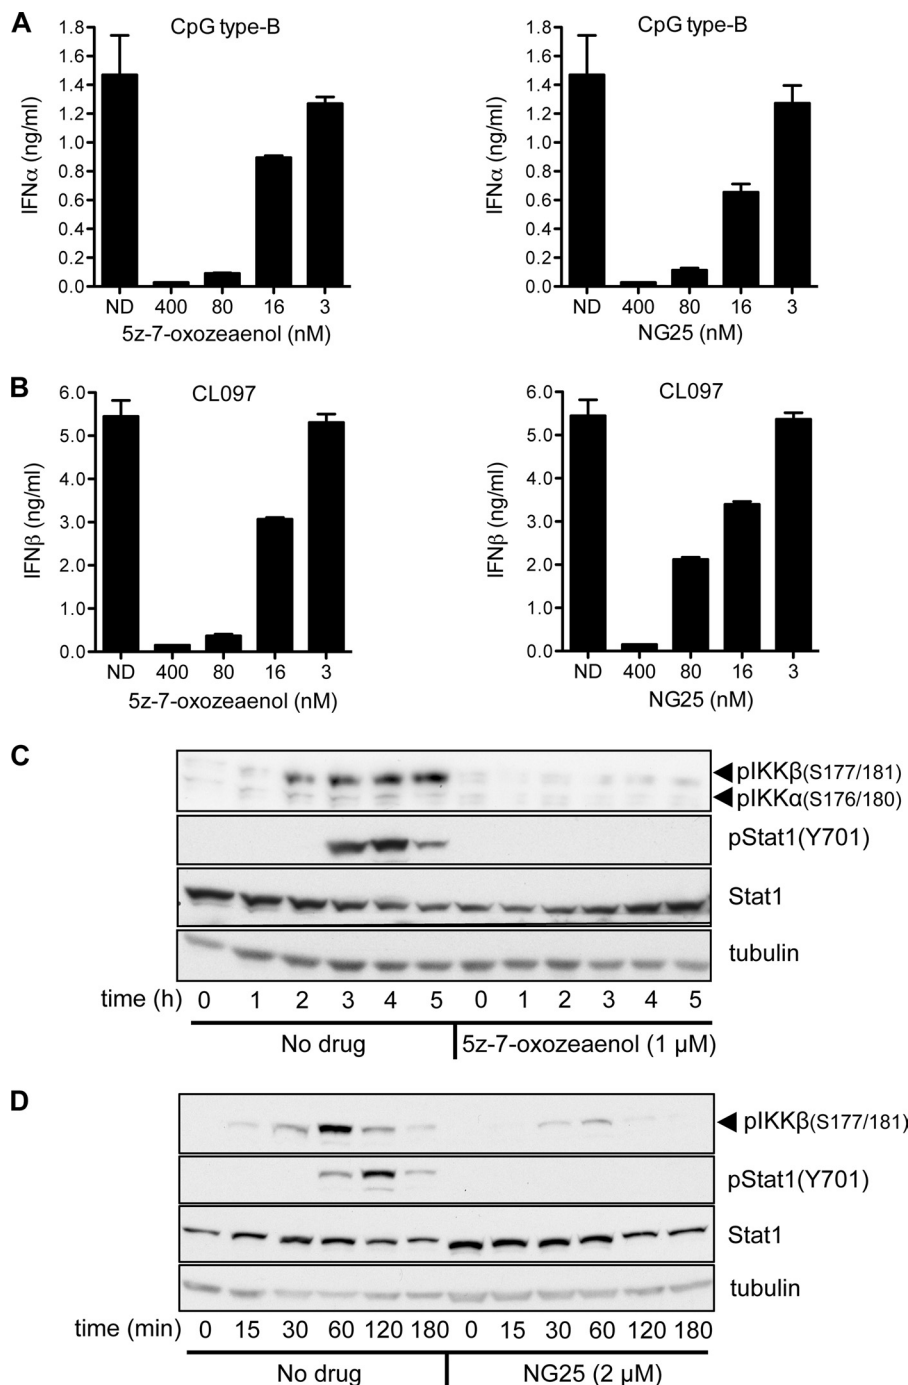 A
CpG type-B
IFNα (ng/ml)
1.8
1.6
1.4
1.2
1.0
0.8
0.6
0.4
0.2
0.0
ND 400 80 16 3
5z-7-oxozeaenol (nM)
CpG type-B
IFNα (ng/ml)
1.8
1.6
1.4
1.2
1.0
0.8
0.6
0.4
0.2
0.0
ND 400 80 16 3
NG25 (nM)
B
CL097
IFNβ (ng/ml)
6.0
5.0
4.0
3.0
2.0
1.0
0.0
ND 400 80 16 3
5z-7-oxozeaenol (nM)
CL097
IFNβ (ng/ml)
6.0
5.0
4.0
3.0
2.0
1.0
0.0
ND 400 80 16 3
NG25 (nM)
C
pIKKβ(S177/181)
pIKKα(S176/180)
pStat1(Y701)
Stat1
tubulin
time (h) 0 1 2 3 4 5 0 1 2 3 4 5
No drug 5z-7-oxozeaenol (1 µM)
D
pIKKβ(S177/181)
pStat1(Y701)
Stat1
tubulin
time (min) 0 15 30 60 120 180 0 15 30 60 120 180
No drug NG25 (2 µM)